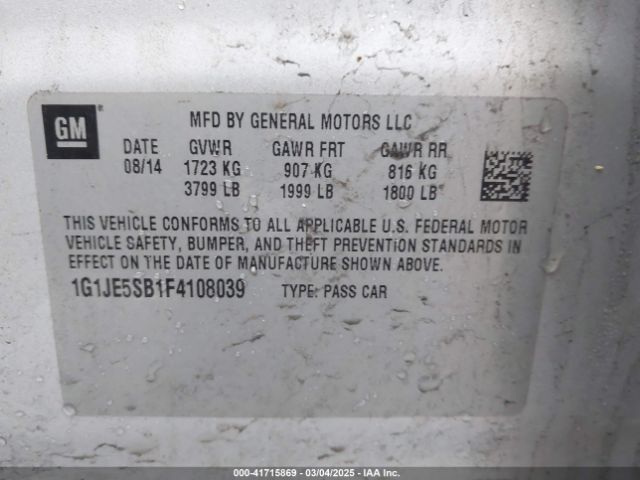 GM
MFD BY GENERAL MOTORS LLC
DATE GVWR GAWR FRT GAWR RR
08/14 1723 KG 907 KG 816 KG
3799 LB 1999 LB 1800 LB
THIS VEHICLE CONFORMS TO ALL APPLICABLE U.S. FEDERAL MOTOR
VEHICLE SAFETY, BUMPER, AND THEFT PREVENTION STANDARDS IN
EFFECT ON THE DATE OF MANUFACTURE SHOWN ABOVE.
1G1JE5SB1F4108039 TYPE: PASS CAR
000-41715869 — 03/04/2025 — IAA Inc.